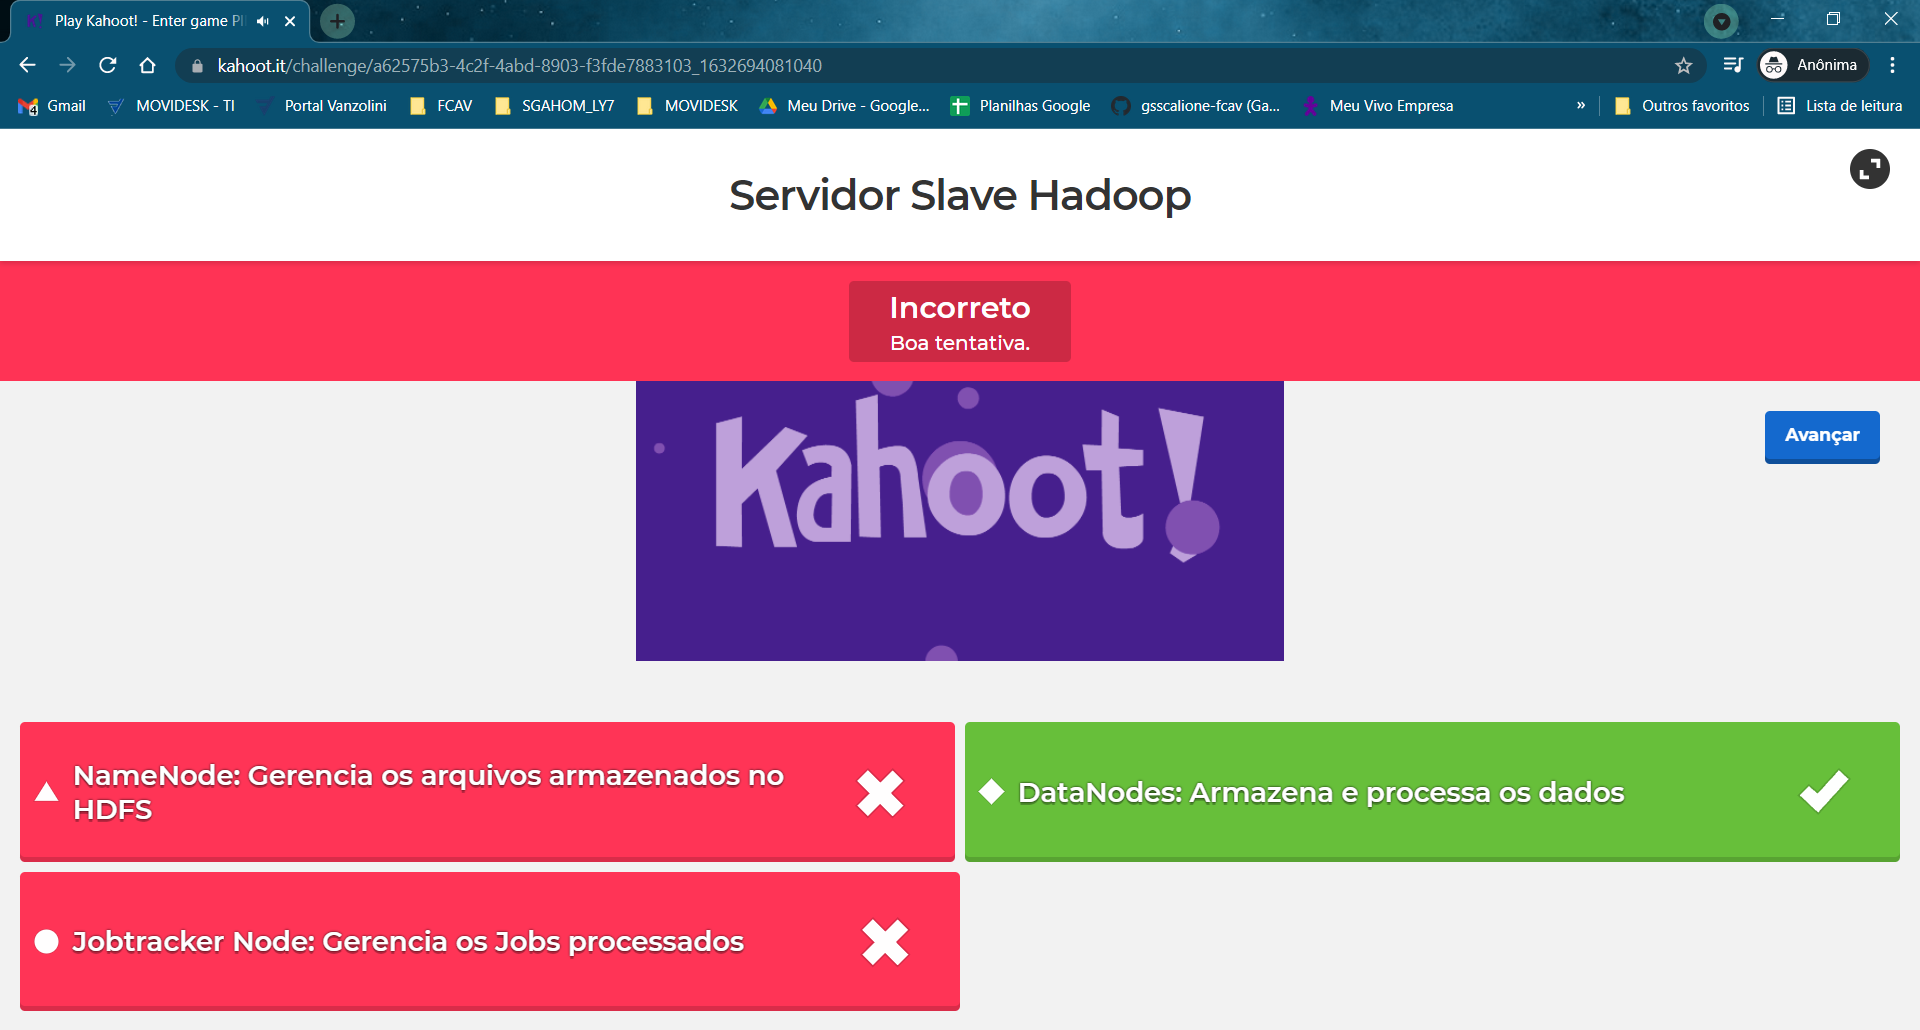 Play Kahoot! - Enter game P
kahoot.it/challenge/a62575b3-4c2f-4abd-8903-f3fde7883103_1632694081040
Anônima
4
Gmail
MOVIDESK - TI
Portal Vanzolini
FCAV
SGAHOM_LY7
MOVIDESK
Meu Drive - Google...
Planilhas Google
gsscalione-fcav (Ga...
Meu Vivo Empresa
»
Outros favoritos
Lista de leitura
Servidor Slave Hadoop
Incorreto
Boa tentativa.
Kahoot!
Avançar
NameNode: Gerencia os arquivos armazenados no
HDFS
DataNodes: Armazena e processa os dados
Jobtracker Node: Gerencia os Jobs processados